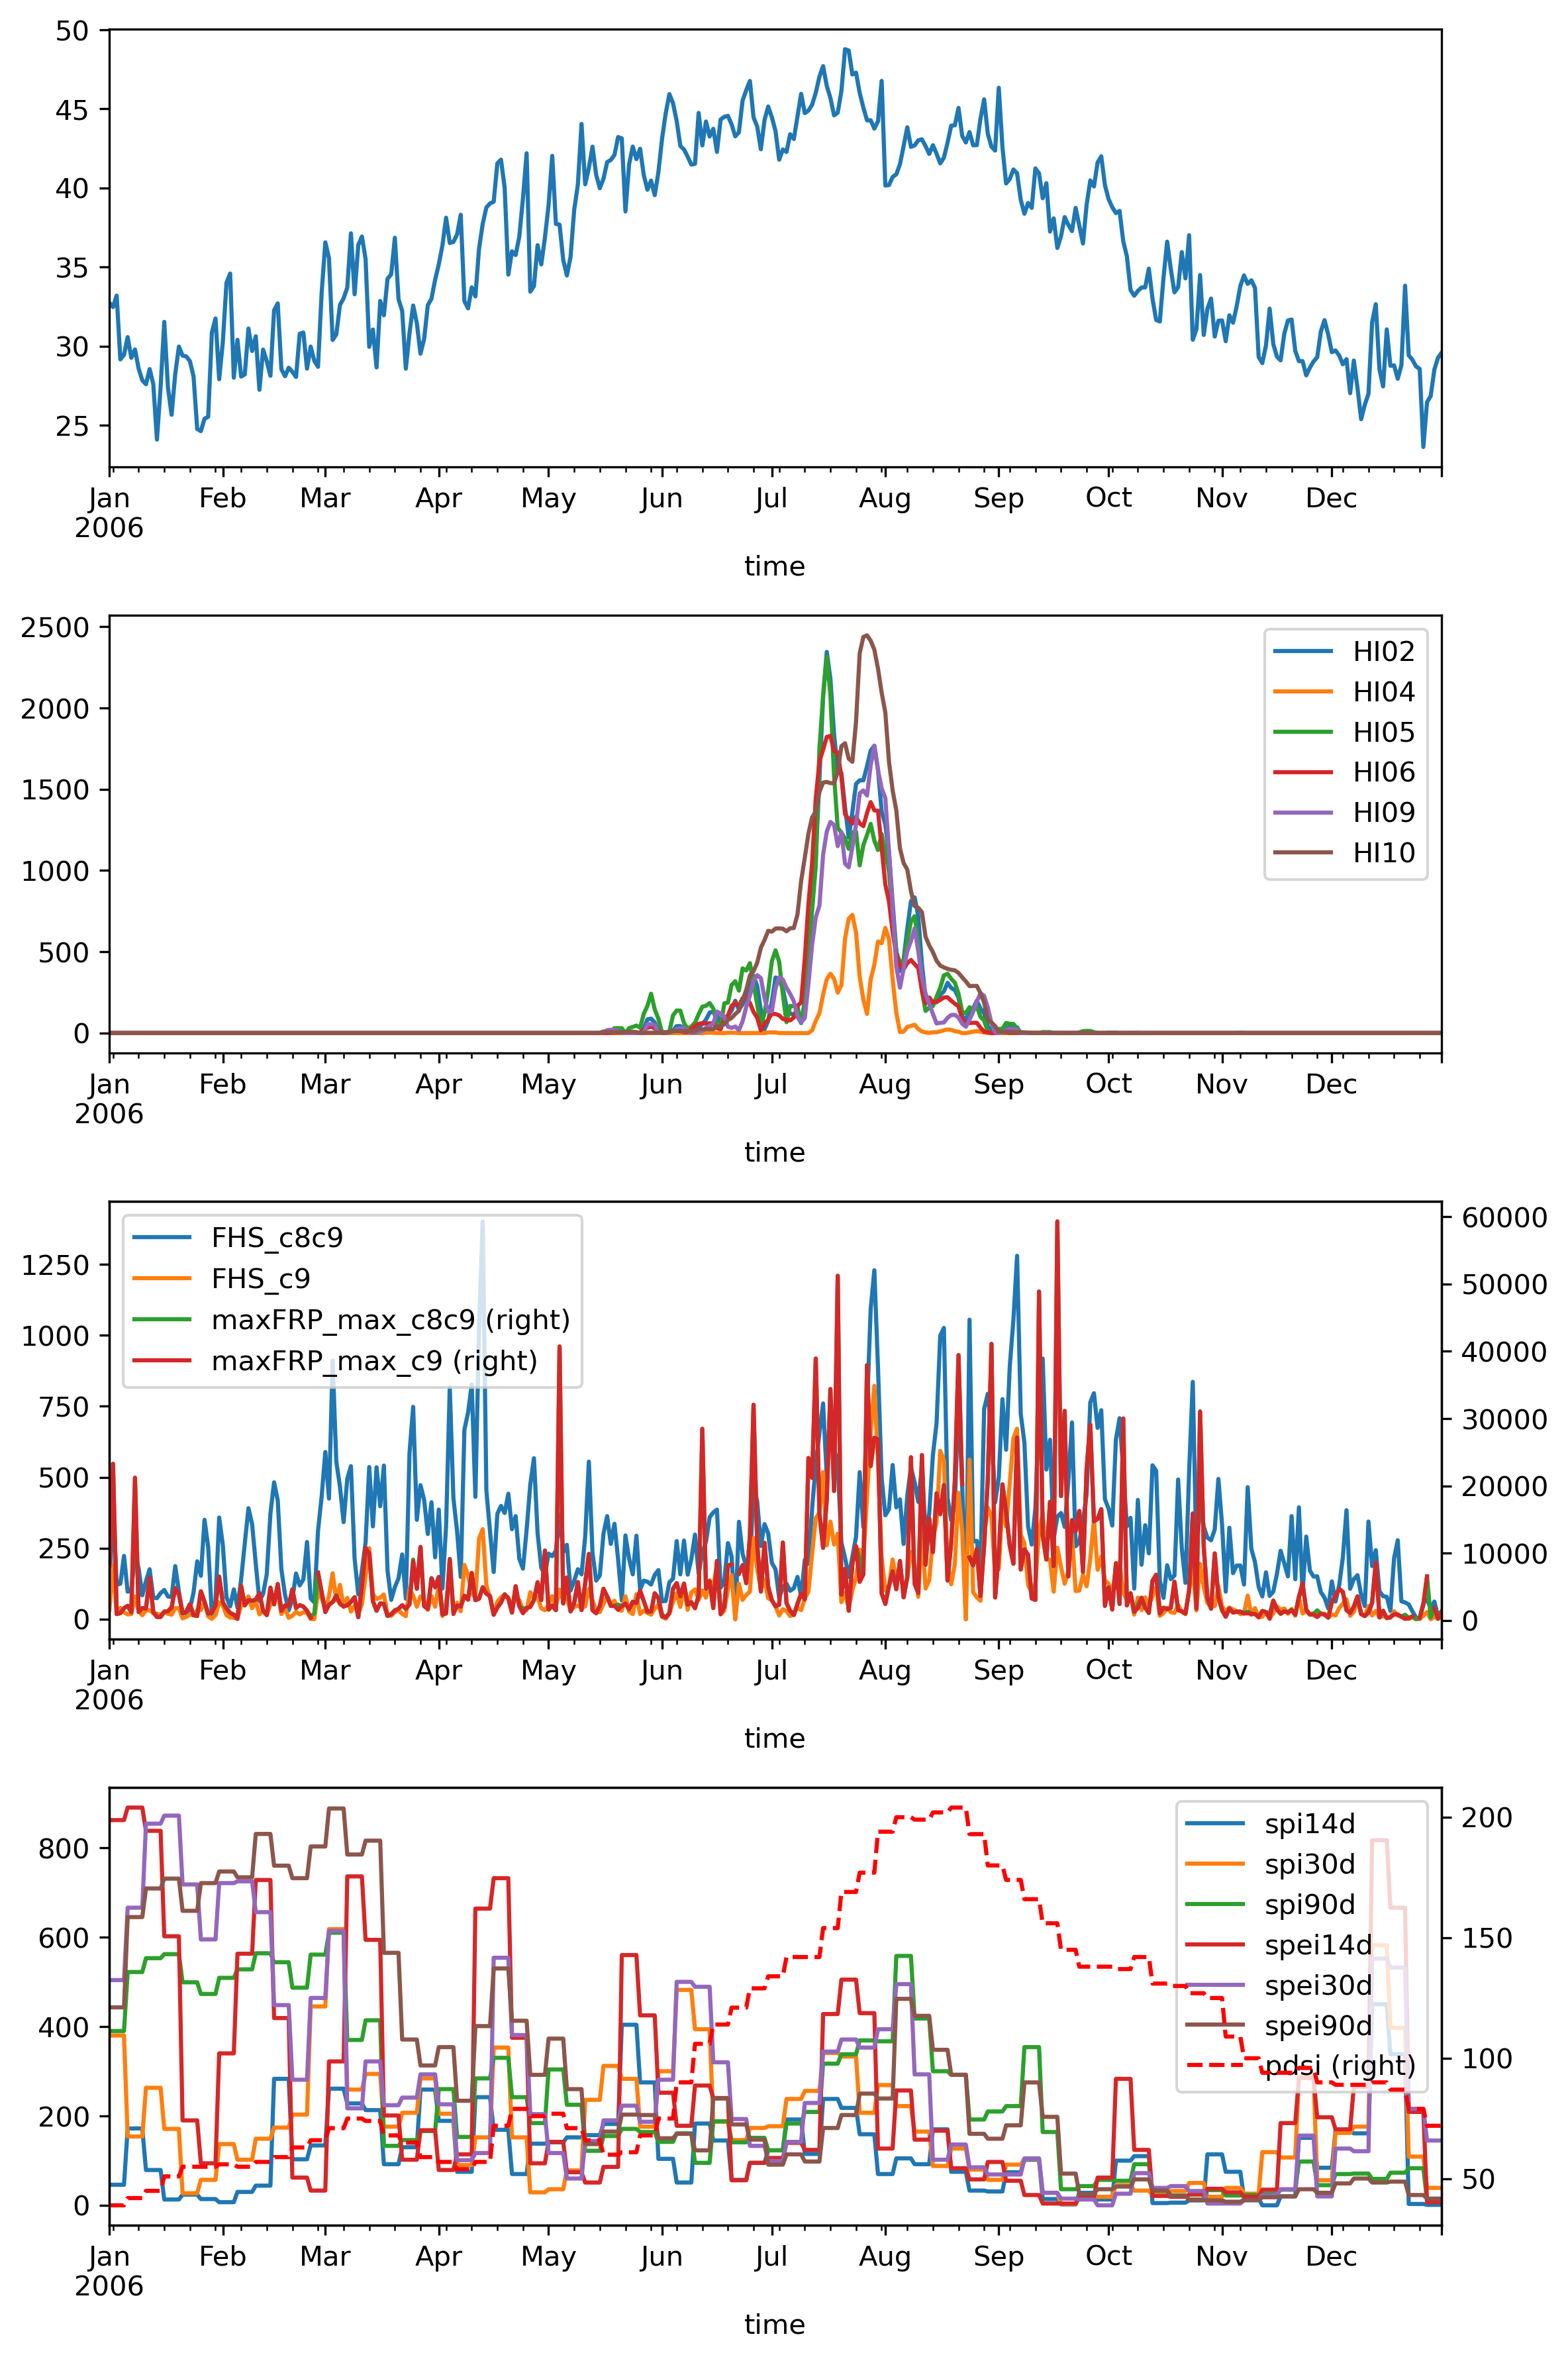 50
45
40
35
30
25
Jan Feb Mar Apr May Jun Jul Aug Sep Oct Nov Dec
2006
time
2500
2000
1500
1000
500
0
HI02
HI04
HI05
HI06
HI09
HI10
Jan Feb Mar Apr May Jun Jul Aug Sep Oct Nov Dec
2006
time
1250
1000
750
500
250
0
FHS_c8c9
FHS_c9
maxFRP_max_c8c9 (right)
maxFRP_max_c9 (right)
60000
50000
40000
30000
20000
10000
0
Jan Feb Mar Apr May Jun Jul Aug Sep Oct Nov Dec
2006
time
800
600
400
200
0
spi14d
spi30d
spi90d
spei14d
spei30d
spei90d
pdsi (right)
200
150
100
50
Jan Feb Mar Apr May Jun Jul Aug Sep Oct Nov Dec
2006
time